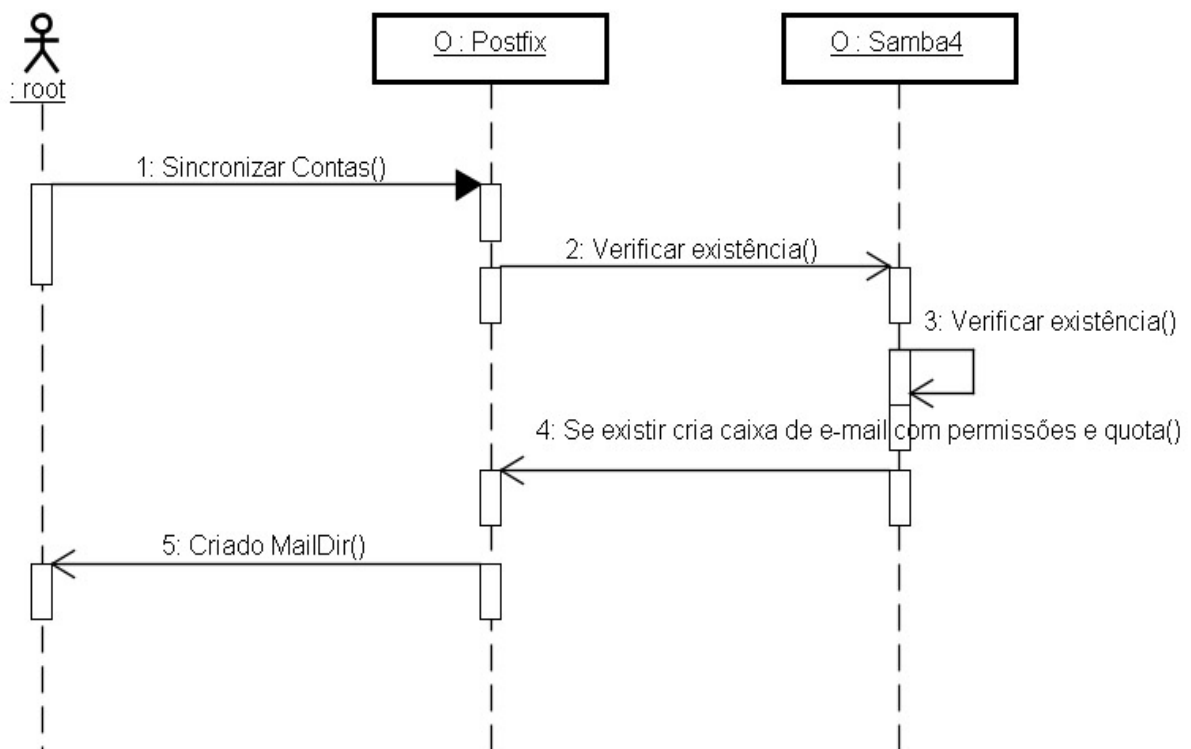 : root
O : Postfix
O : Samba4
1: Sincronizar Contas()
2: Verificar existência()
3: Verificar existência()
4: Se existir cria caixa de e-mail com permissões e quota()
5: Criado MailDir()